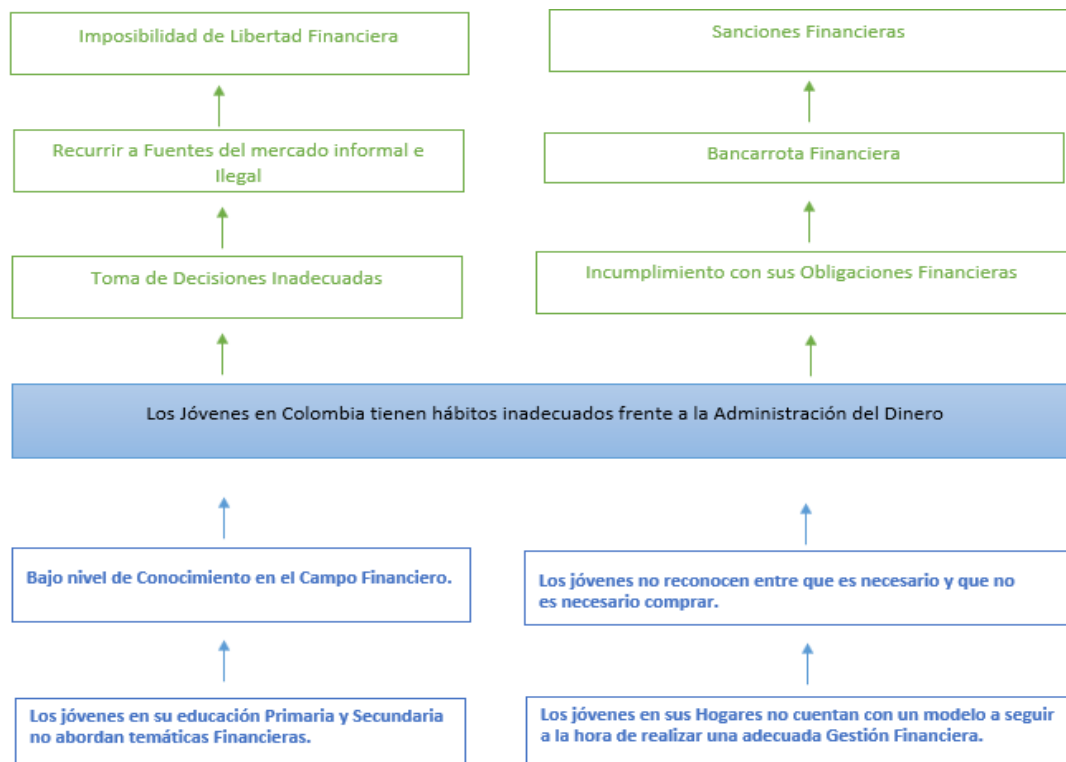 Imposibilidad de Libertad Financiera
Sanciones Financieras
Recurrir a Fuentes del mercado informal e
Ilegal
Bancarrota Financiera
Toma de Decisiones Inadecuadas
Incumplimiento con sus Obligaciones Financieras
Los Jóvenes en Colombia tienen hábitos inadecuados frente a la Administración del Dinero
Bajo nivel de Conocimiento en el Campo Financiero.
Los jóvenes no reconocen entre que es necesario y que no
es necesario comprar.
Los jóvenes en su educación Primaria y Secundaria
no abordan temáticas Financieras.
Los jóvenes en sus Hogares no cuentan con un modelo a seguir
a la hora de realizar una adecuada Gestión Financiera.